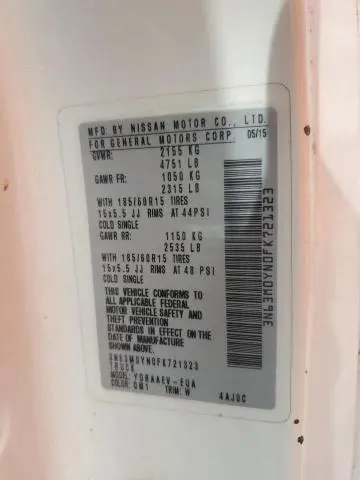 MFD. BY NISSAN MOTOR CO., LTD.
FOR GENERAL MOTORS CORP. 05/15
GVWR: 2155 KG
4751 LB
GAWR FR: 1050 KG
2315 LB
WITH 185/60R15 TIRES
15x5.5 JJ RIMS AT 44PSI
COLD SINGLE
GAWR RR: 1150 KG
2535 LB
WITH 185/60R15 TIRES
15x5.5 JJ RIMS AT 48 PSI
COLD SINGLE
THIS VEHICLE CONFORMS TO
ALL APPLICABLE FEDERAL
MOTOR VEHICLE SAFETY AND
THEFT PREVENTION
STANDARDS IN EFFECT ON
THE DATE OF MANUFACTURE
SHOWN ABOVE.
3N63M0YN0FK721323
TRUCK
MODEL: YGRAAEV-EUA
COLOR: QM1 TRIM: W
4AJ0C
3N63M0YN0FK721323